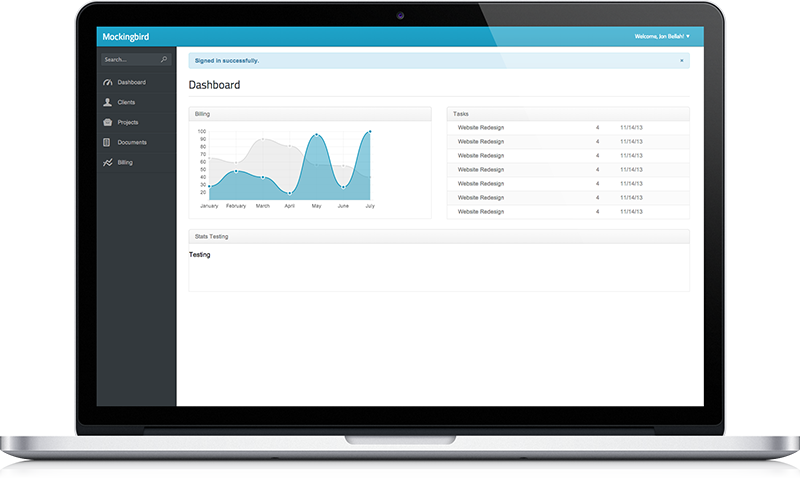 Mockingbird
Welcome, Jon Bellah! ▼
Search...
Signed in successfully.
×
Dashboard
Clients
Projects
Documents
Billing
Dashboard
Billing
100
90
80
70
60
50
40
30
20
January February March April May June July
Tasks
Website Redesign 4 11/14/13
Website Redesign 4 11/14/13
Website Redesign 4 11/14/13
Website Redesign 4 11/14/13
Website Redesign 4 11/14/13
Website Redesign 4 11/14/13
Website Redesign 4 11/14/13
Stats Testing
Testing